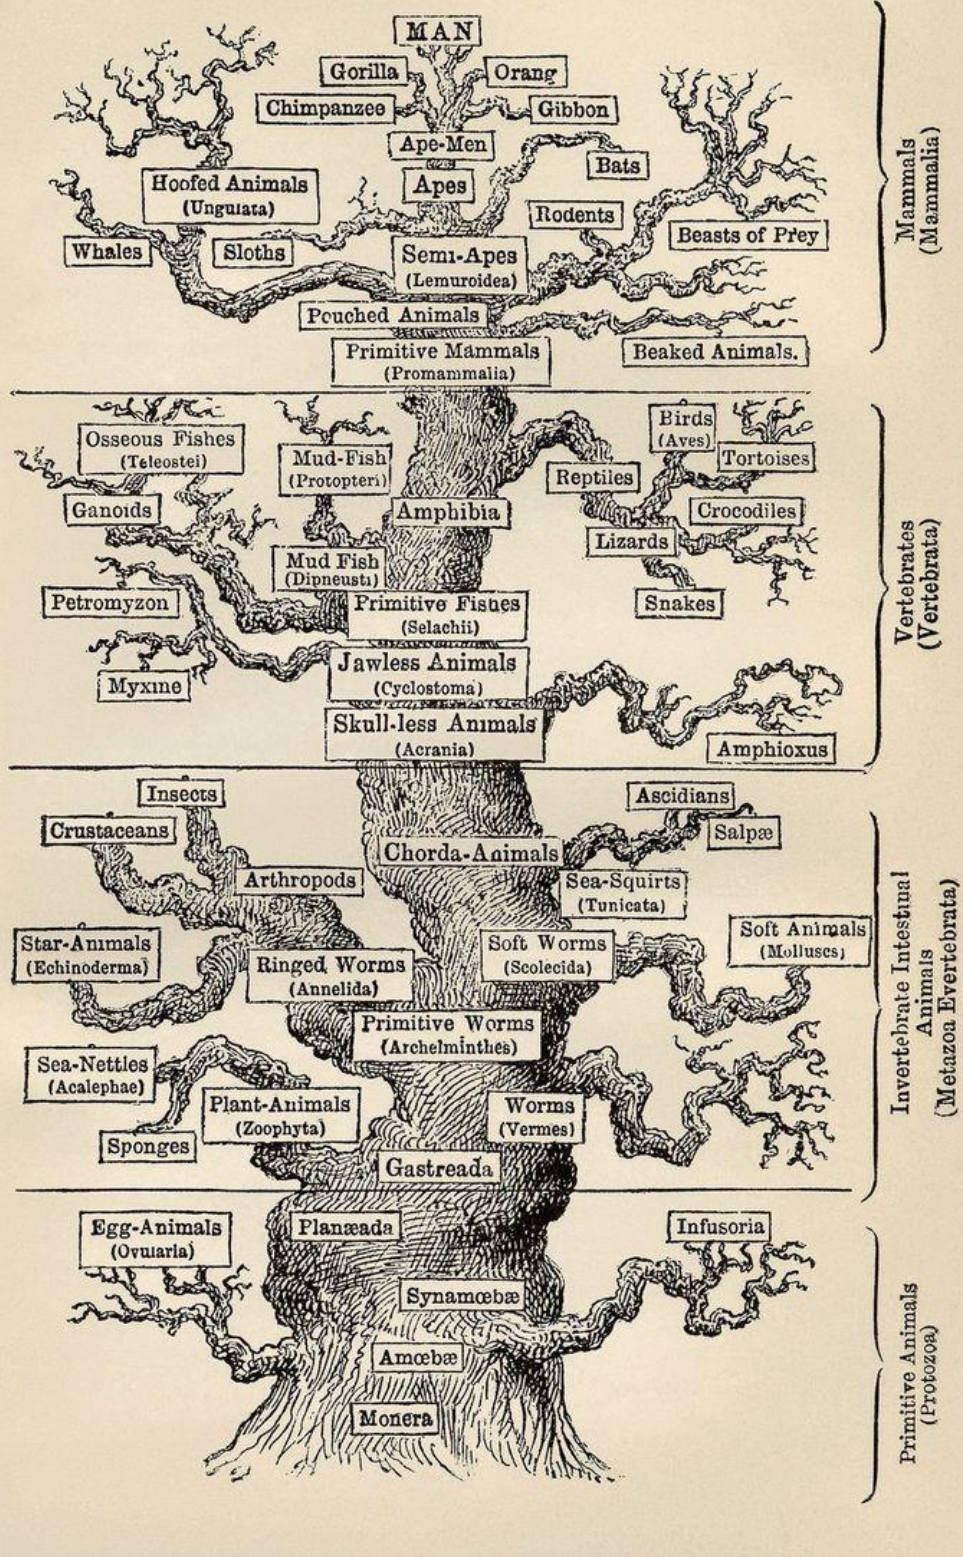 MAN
Gorilla
Orang
Chimpanzee
Gibbon
Ape-Men
Bats
Hoofed Animals
(Ungulata)
Apes
Rodents
Beasts of Prey
Whales
Sloths
Semi-Apes
(Lemuroidea)
Pouched Animals
Primitive Mammals
(Promammalia)
Beaked Animals.
Mammals
(Mammalia)
Osseous Fishes
(Teleostei)
Mud-Fish
(Protopteri)
Birds
(Aves)
Tortoises
Reptiles
Ganoids
Amphibia
Crocodiles
Lizards
Mud Fish
(Dipneusti)
Petromyzon
Primitive Fishes
(Selachii)
Snakes
Jawless Animals
(Cyclostoma)
Myxine
Skull-less Animals
(Acrania)
Amphioxus
Vertebrates
(Vertebrata)
Insects
Ascidians
Crustaceans
Salpæ
Chorda-Animals
Arthropods
Sea-Squirts
(Tunicata)
Star-Animals
(Echinoderma)
Ringed Worms
(Annelida)
Soft Worms
(Scolecida)
Soft Animals
(Molluscs)
Primitive Worms
(Archelminthes)
Sea-Nettles
(Acalephae)
Plant-Animals
(Zoophyta)
Worms
(Vermes)
Sponges
Gastreada
Invertebrate Intestinal
Animals
(Metazoa Evertebrata)
Egg-Animals
(Ovularia)
Planæada
Infusoria
Synamœbæ
Amœbæ
Monera
Primitive Animals
(Protozoa)